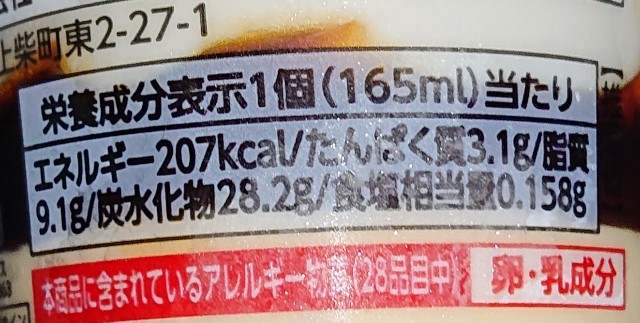 上柴町東2-27-1
栄養成分表示1個(165ml)当たり
エネルギー207kcal/たんぱく質3.1g/脂質
9.1g/炭水化物28.2g/食塩相当量0.158g
本商品に含まれているアレルギー物質(28品目中) 卵・乳成分